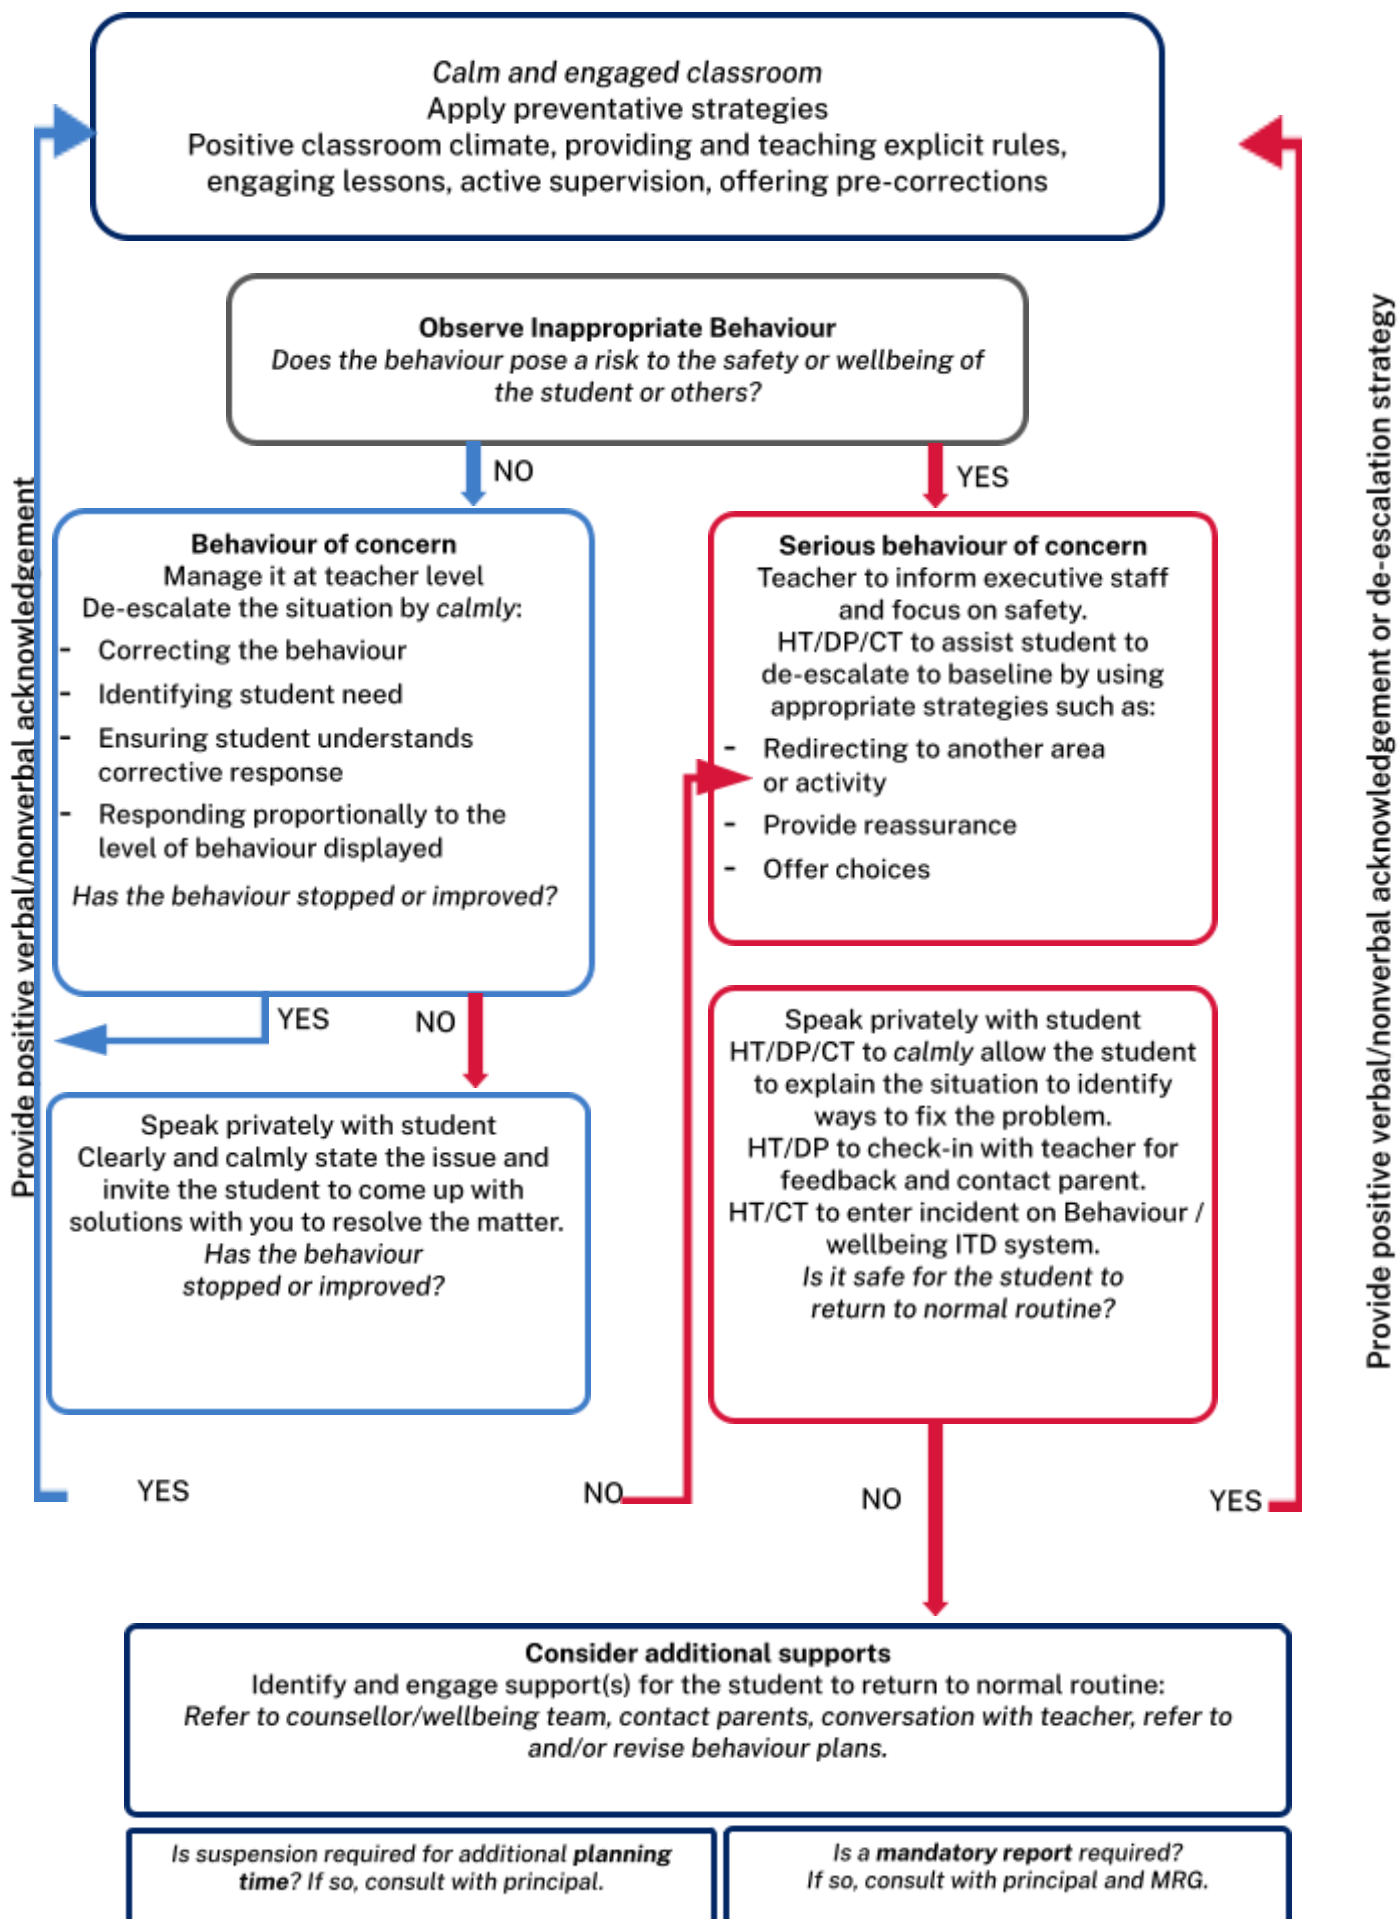 Calm and engaged classroom
Apply preventative strategies
Positive classroom climate, providing and teaching explicit rules,
engaging lessons, active supervision, offering pre-corrections
Observe Inappropriate Behaviour
Does the behaviour pose a risk to the safety or wellbeing of
the student or others?
NO
YES
Behaviour of concern
Manage it at teacher level
De-escalate the situation by calmly:
- Correcting the behaviour
- Identifying student need
- Ensuring student understands
corrective response
- Responding proportionally to the
level of behaviour displayed
Has the behaviour stopped or improved?
YES
NO
Speak privately with student
Clearly and calmly state the issue and
invite the student to come up with
solutions with you to resolve the matter.
Has the behaviour
stopped or improved?
YES
NO
Provide positive verbal/nonverbal acknowledgement
Serious behaviour of concern
Teacher to inform executive staff
and focus on safety.
HT/DP/CT to assist student to
de-escalate to baseline by using
appropriate strategies such as:
- Redirecting to another area
or activity
- Provide reassurance
- Offer choices
Speak privately with student
HT/DP/CT to calmly allow the student
to explain the situation to identify
ways to fix the problem.
HT/DP to check-in with teacher for
feedback and contact parent.
HT/CT to enter incident on Behaviour /
wellbeing ITD system.
Is it safe for the student to
return to normal routine?
NO
YES
Provide positive verbal/nonverbal acknowledgement or de-escalation strategy
Consider additional supports
Identify and engage support(s) for the student to return to normal routine:
Refer to counsellor/wellbeing team, contact parents, conversation with teacher, refer to
and/or revise behaviour plans.
Is suspension required for additional planning
time? If so, consult with principal.
Is a mandatory report required?
If so, consult with principal and MRG.